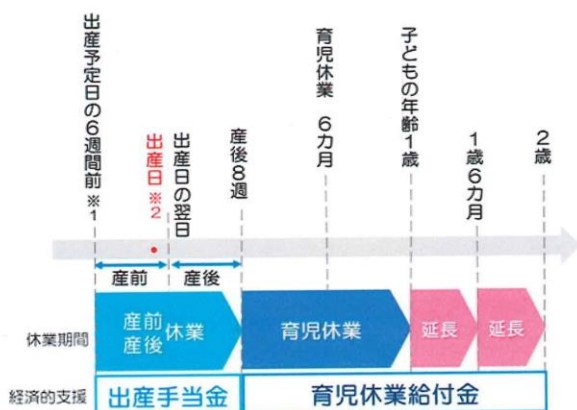 出産予定日の6週間前 ※1
出産日 ※2
出産日の翌日
産後8週
育児休業 6カ月
子どもの年齢1歳
1歳6カ月
2歳
産前
産後
休業期間
産前
産後
休業
育児休業
延長
延長
経済的支援
出産手当金
育児休業給付金